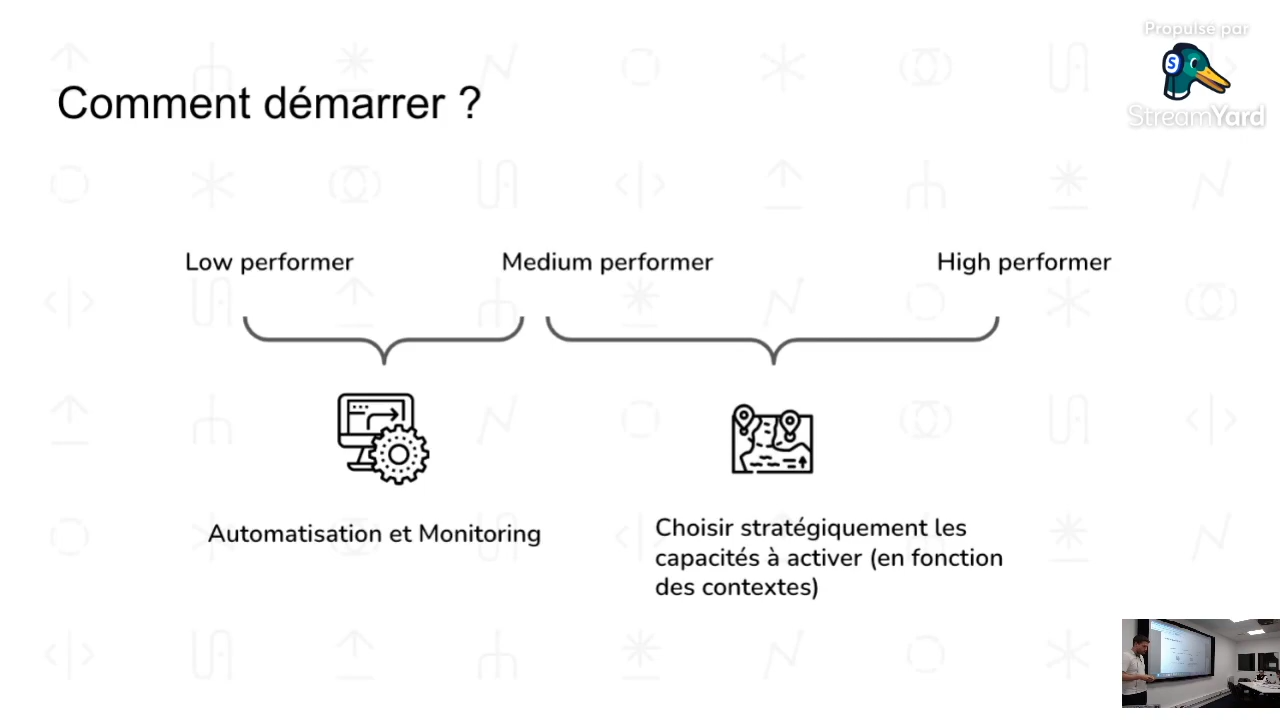 Propulsé par
StreamYard
Comment démarrer ?
Low performer
Medium performer
High performer
Automatisation et Monitoring
Choisir stratégiquement les
capacités à activer (en fonction
des contextes)